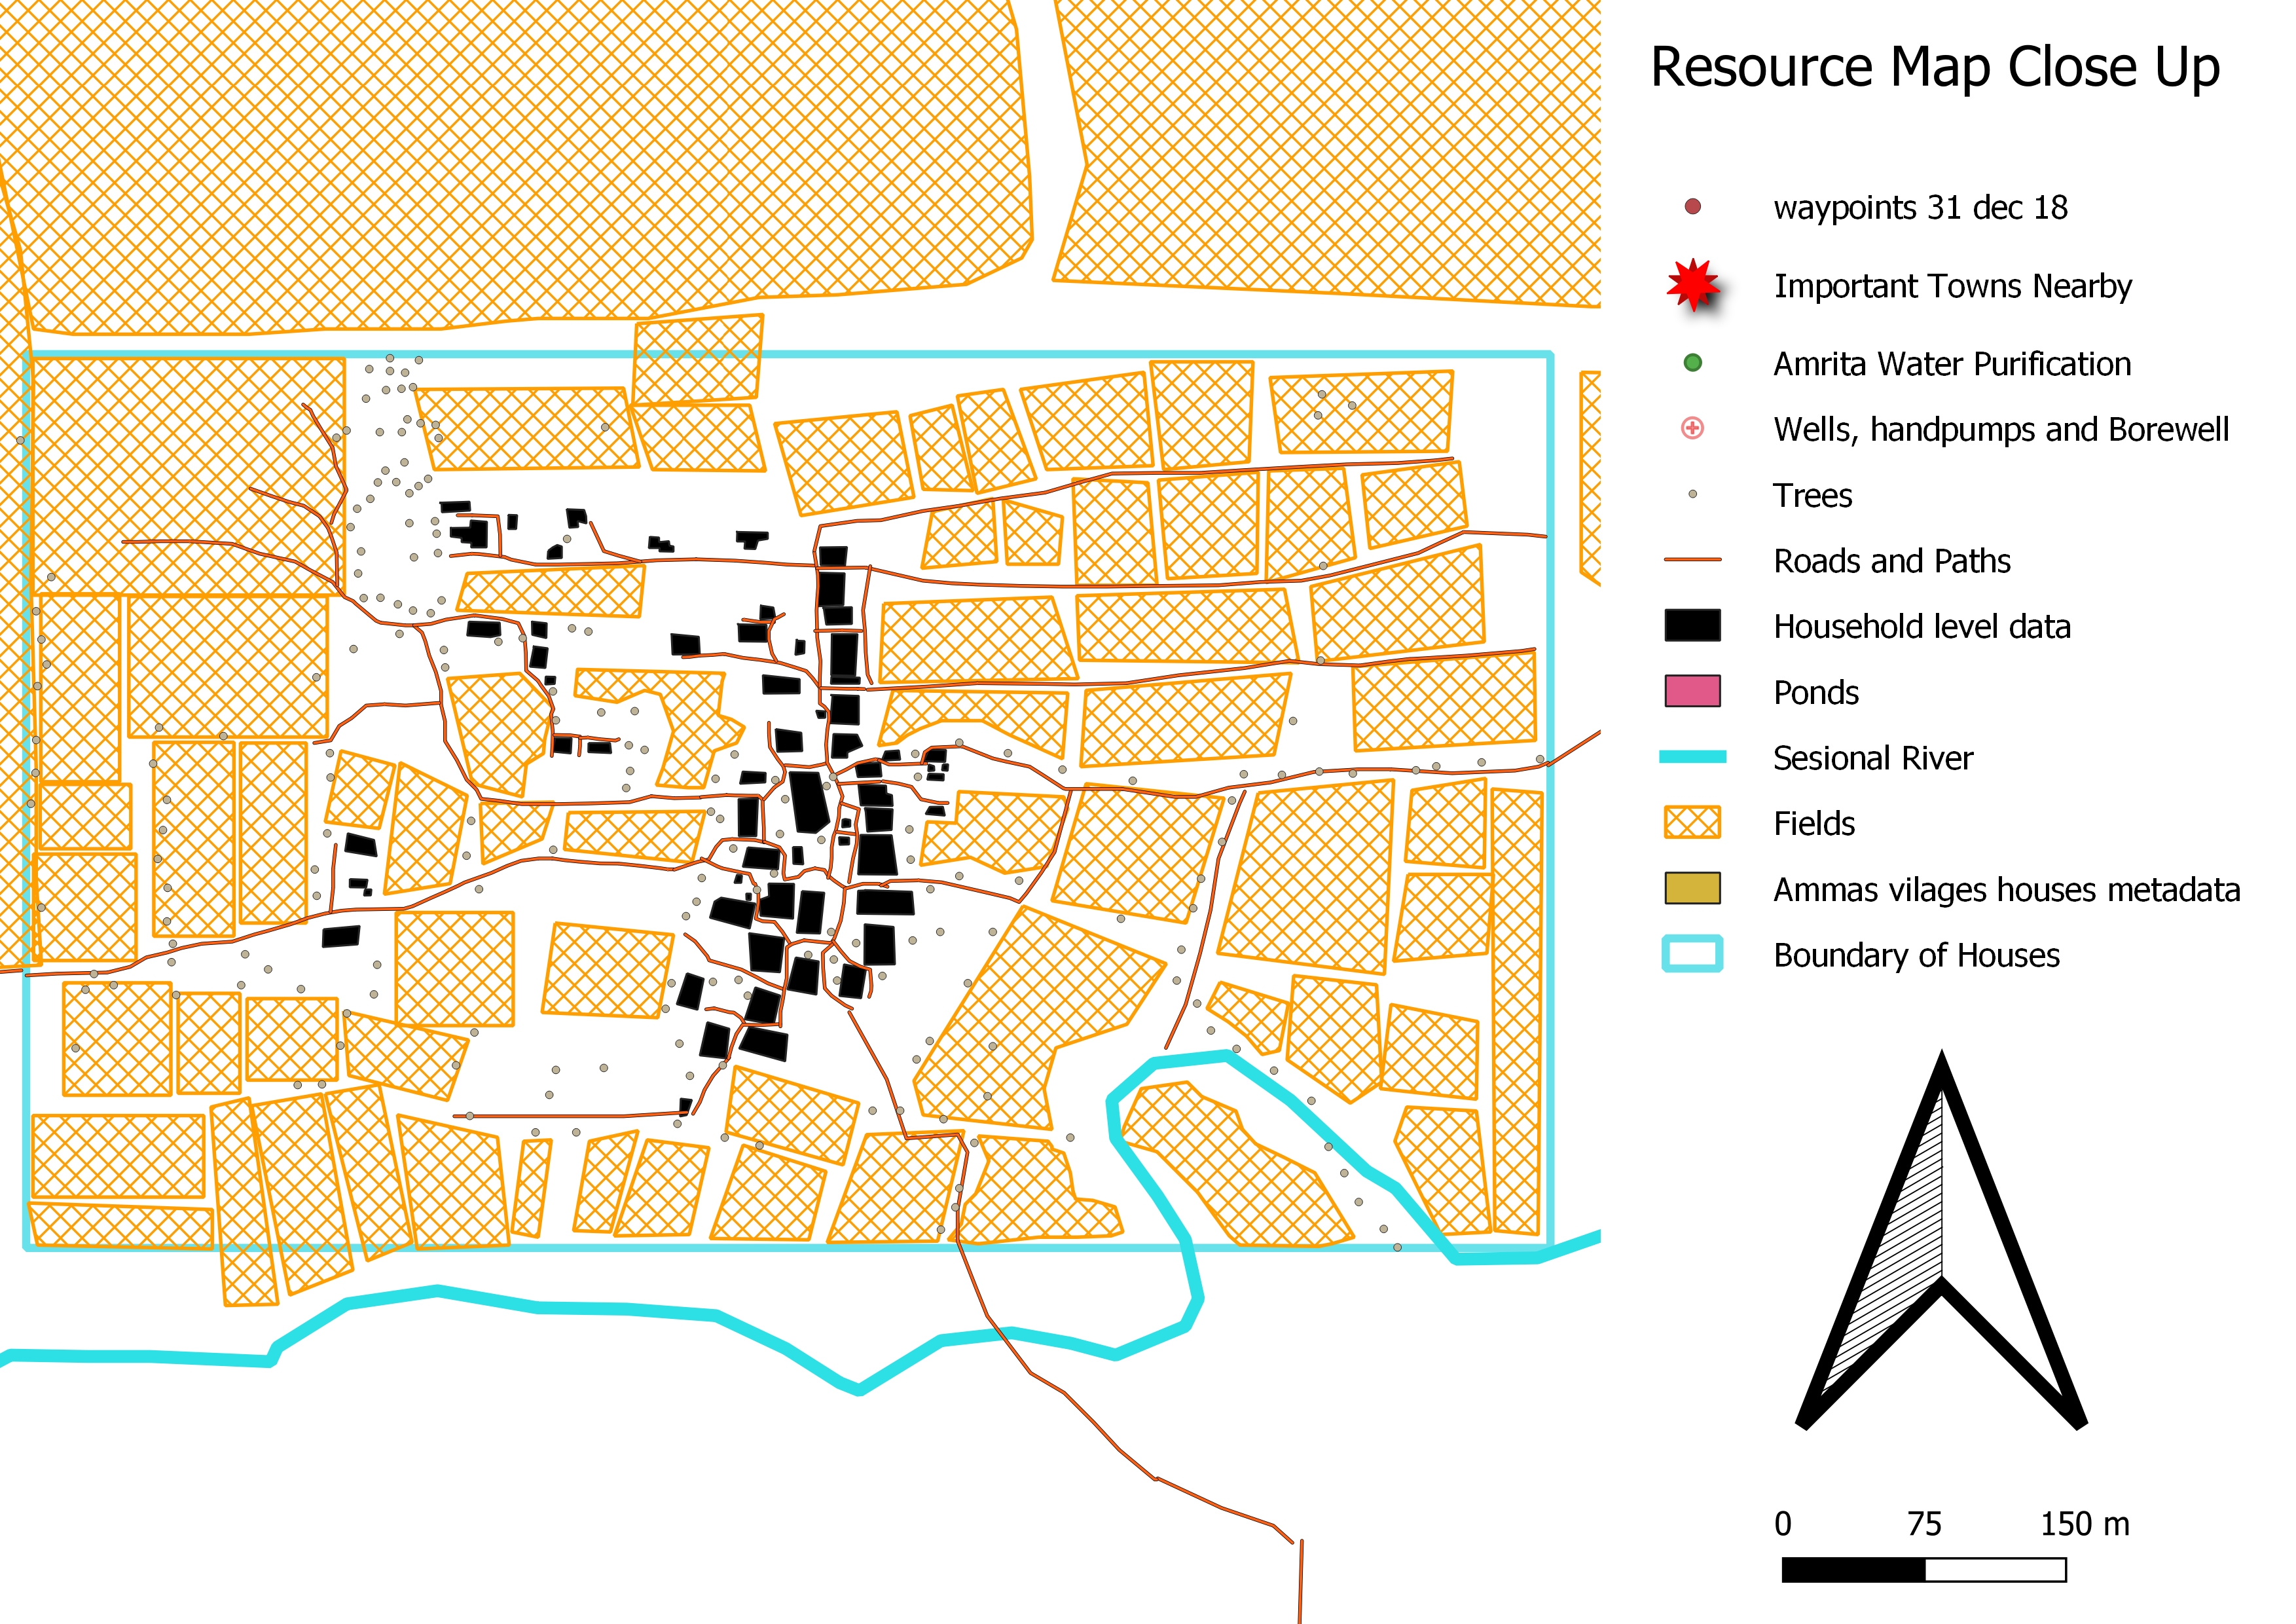 Resource Map Close Up
waypoints 31 dec 18
Important Towns Nearby
Amrita Water Purification
Wells, handpumps and Borewell
Trees
Roads and Paths
Household level data
Ponds
Sesional River
Fields
Ammas vilages houses metadata
Boundary of Houses
0 75 150 m